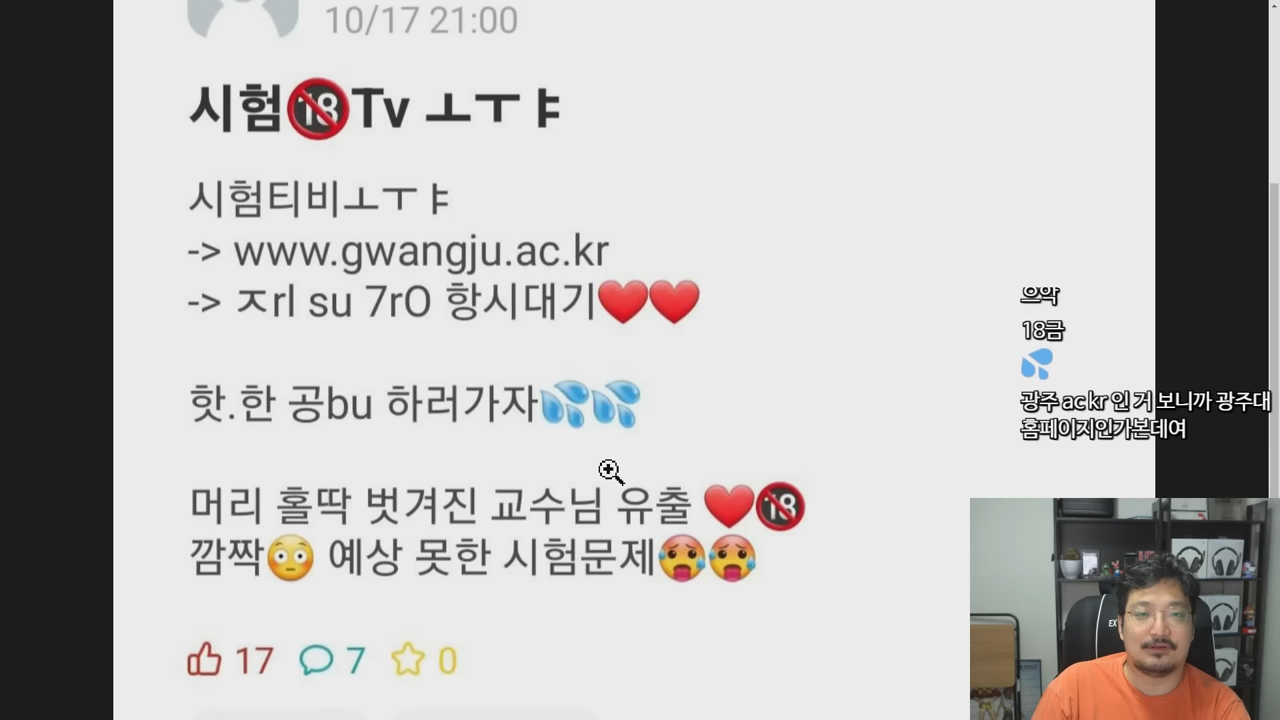 10/17 21:00
시험🔞Tv ㅗㅜㅑ
시험티비ㅗㅜㅑ
-> www.gwangju.ac.kr
-> ㅈrl su 7rO 항시대기❤️❤️
핫.한 공bu 하러가자💦💦
머리 홀딱 벗겨진 교수님 유출 ❤️🔞
깜짝😳 예상 못한 시험문제🥵🥵
17 7 0
으악
18금
💦
광주 ac kr 인 거 보니까 광주대
홈페이지인가본데여
EX